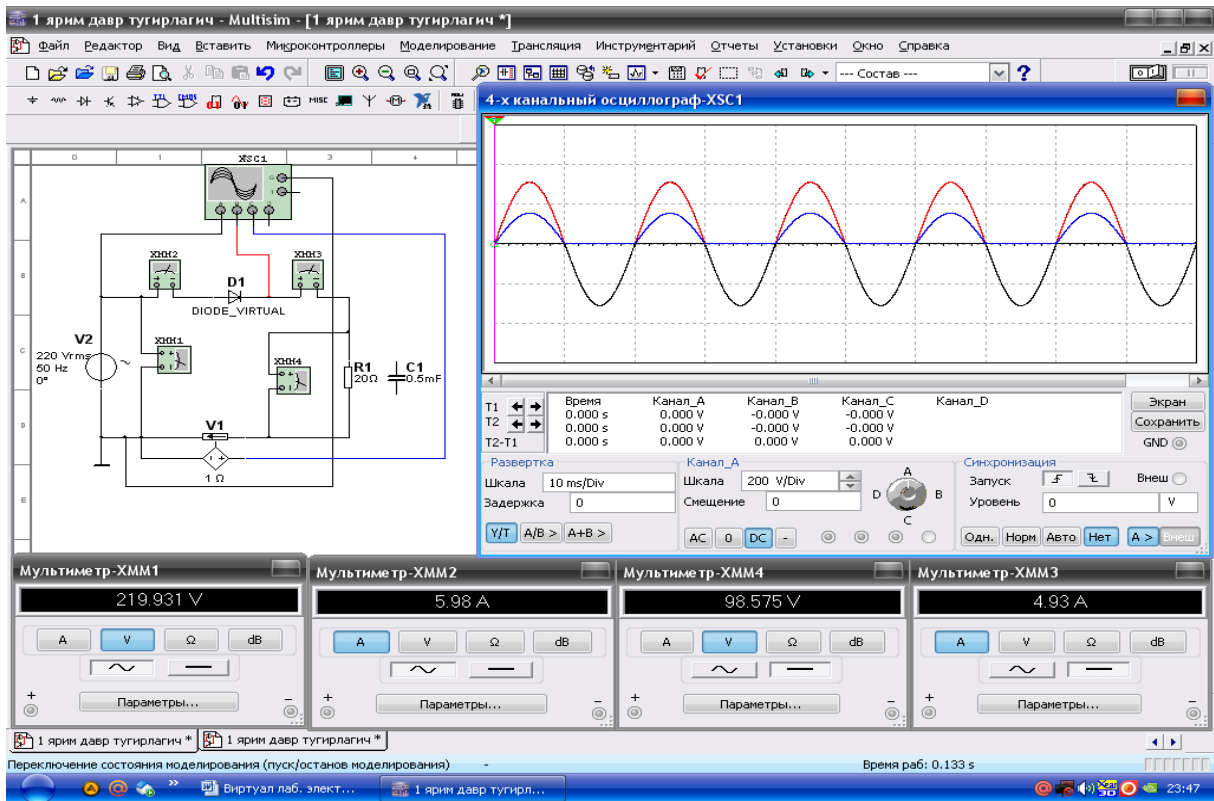 1 ярим давр тугирлагич - Multisim - [1 ярим давр тугирлагич *]
Файл Редактор Вид Вставить Микроконтроллеры Моделирование Трансляция Инструментарий Отчеты Установки Окно Справка
--- Состав ---
MISC
4-х канальный осциллограф-XSC1
0 1 3 4
XSC1
G
T
A B C D
A
B
C
D
E
XMM2
XMM3
D1
DIODE_VIRTUAL
V2
220 Vrms
50 Hz
0°
XMM1
XMM4
R1
20Ω
C1
0.5mF
V1
1 Ω
Время Канал_A Канал_B Канал_C Канал_D
T1 0.000 s 0.000 V -0.000 V -0.000 V
T2 0.000 s 0.000 V -0.000 V -0.000 V
T2-T1 0.000 s 0.000 V 0.000 V 0.000 V
Экран
Сохранить
GND
Развертка
Шкала 10 ms/Div
Задержка 0
Y/T A/B > A+B >
Канал_A
Шкала 200 V/Div
Смещение 0
AC 0 DC -
A
B
C
D
Синхронизация
Запуск
Внеш
Уровень 0 V
Одн. Норм Авто Нет A > Внеш
Мультиметр-XMM1
219.931 V
A V Ω dB
+ Параметры... -
Мультиметр-XMM2
5.98 A
A V Ω dB
+ Параметры... -
Мультиметр-XMM4
98.575 V
A V Ω dB
+ Параметры... -
Мультиметр-XMM3
4.93 A
A V Ω dB
+ Параметры... -
1 ярим давр тугирлагич * 1 ярим давр тугирлагич *
Переключение состояния моделирования (пуск/останов моделирования) - Время раб: 0.133 s
Виртуал лаб. элект... 1 ярим давр тугирл... 23:47